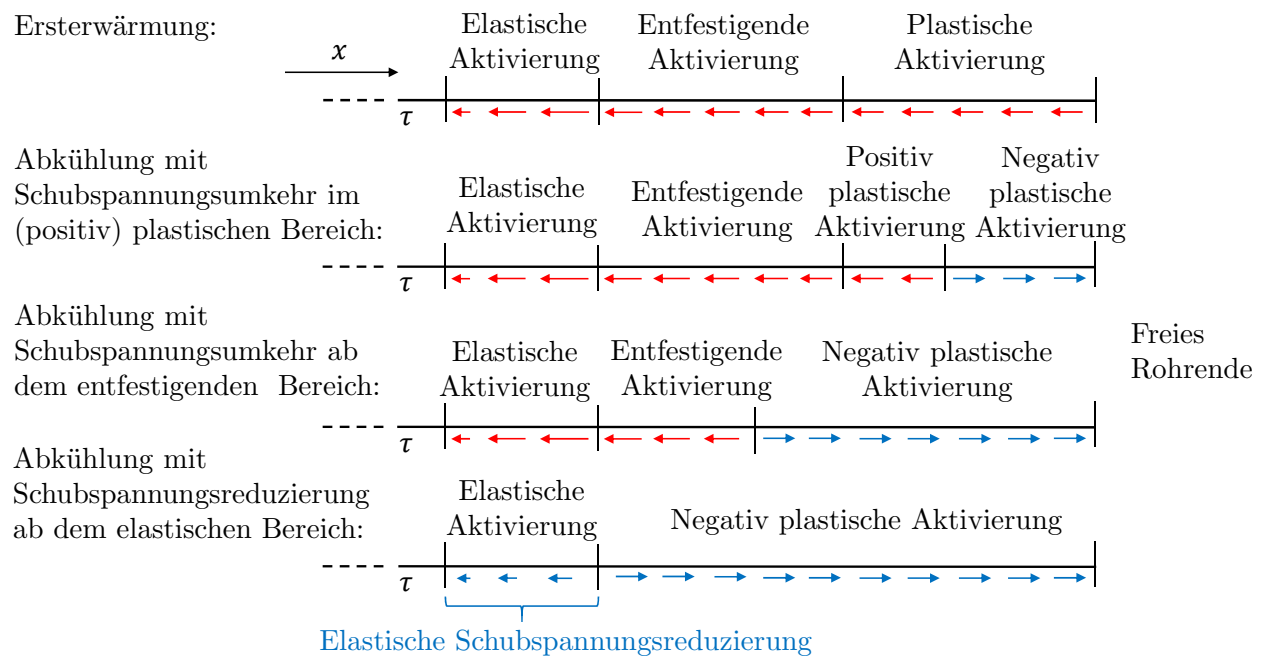 Ersterwärmung:
x
Elastische
Aktivierung
Entfestigende
Aktivierung
Plastische
Aktivierung
τ
Abkühlung mit
Schubspannungsumkehr im
(positiv) plastischen Bereich:
Elastische
Aktivierung
Entfestigende
Aktivierung
Positiv
plastische
Aktivierung
Negativ
plastische
Aktivierung
τ
Abkühlung mit
Schubspannungsumkehr ab
dem entfestigenden Bereich:
Elastische
Aktivierung
Entfestigende
Aktivierung
Negativ plastische
Aktivierung
Freies
Rohrende
τ
Abkühlung mit
Schubspannungsreduzierung
ab dem elastischen Bereich:
Elastische
Aktivierung
Negativ plastische Aktivierung
τ
Elastische Schubspannungsreduzierung